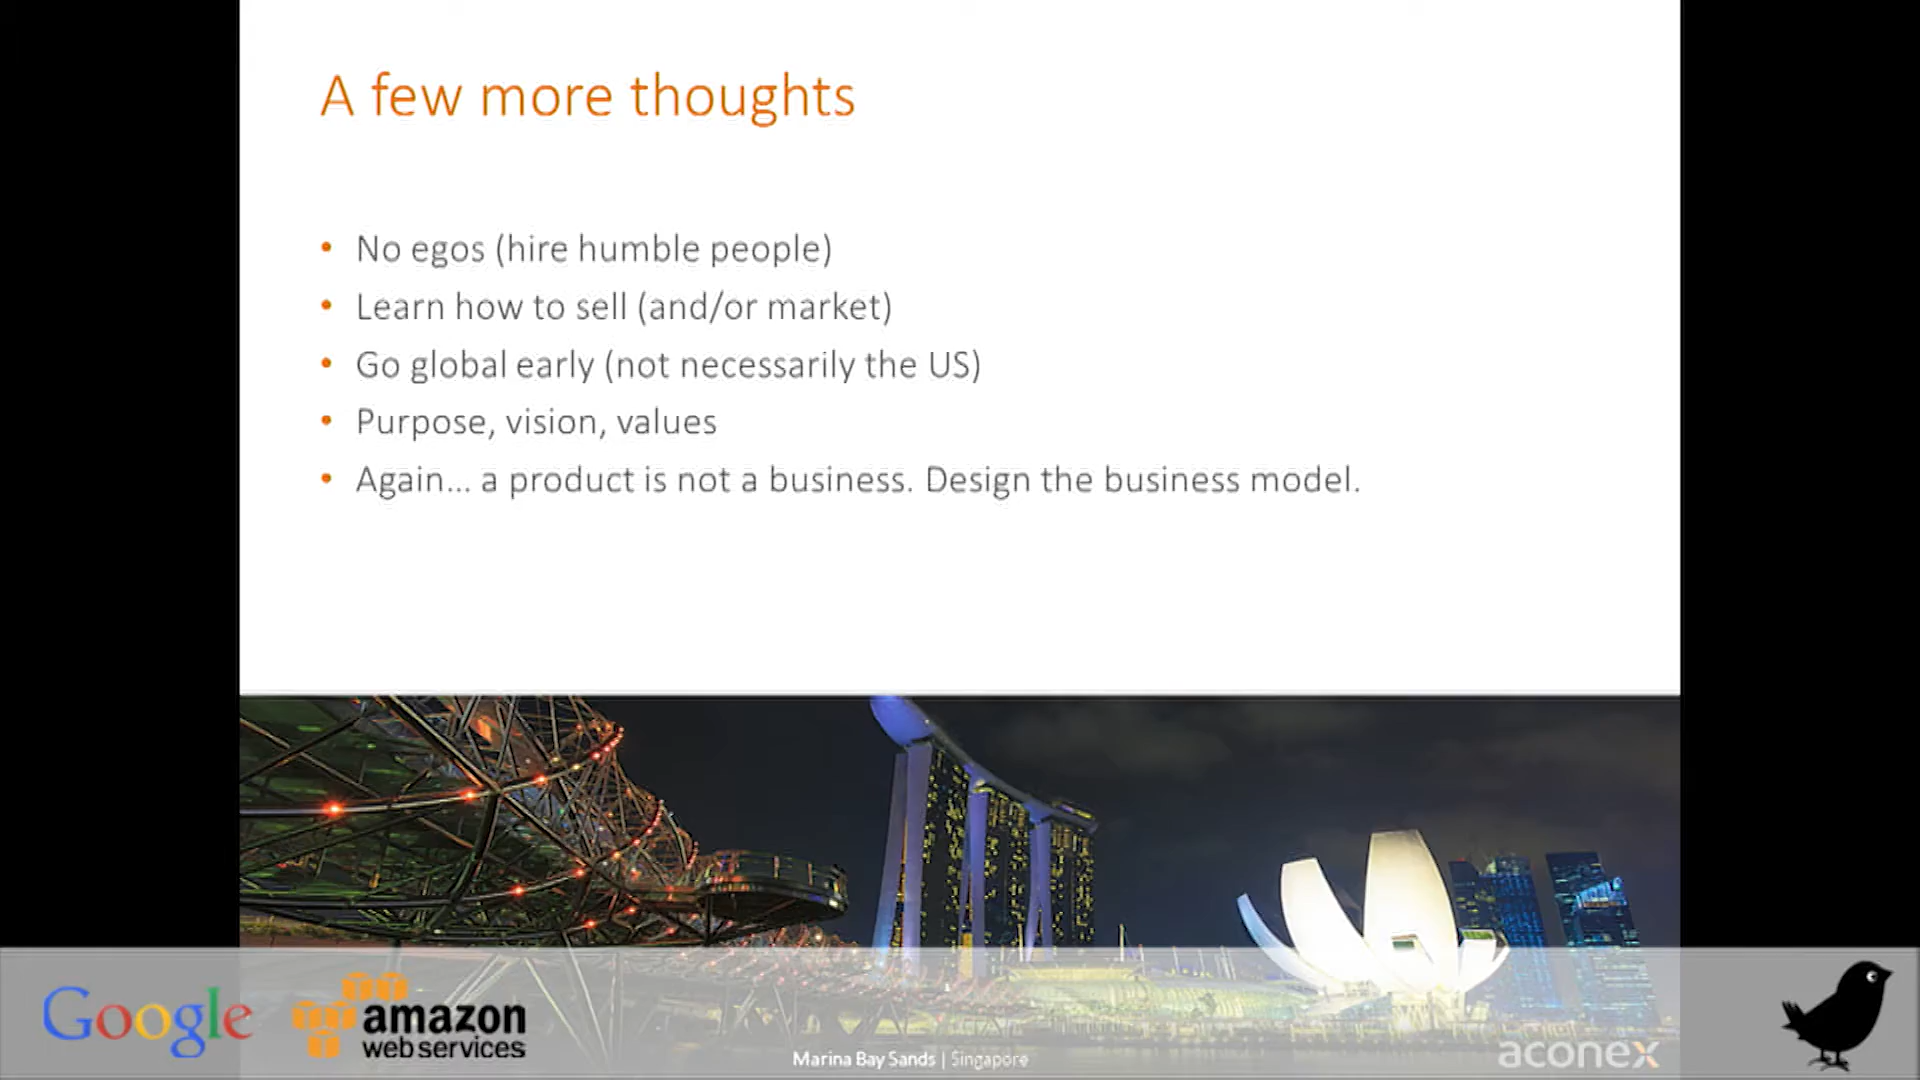 A few more thoughts
• No egos (hire humble people)
• Learn how to sell (and/or market)
• Go global early (not necessarily the US)
• Purpose, vision, values
• Again... a product is not a business. Design the business model.
Google
amazon
web services
Marina Bay Sands | Singapore
aconex